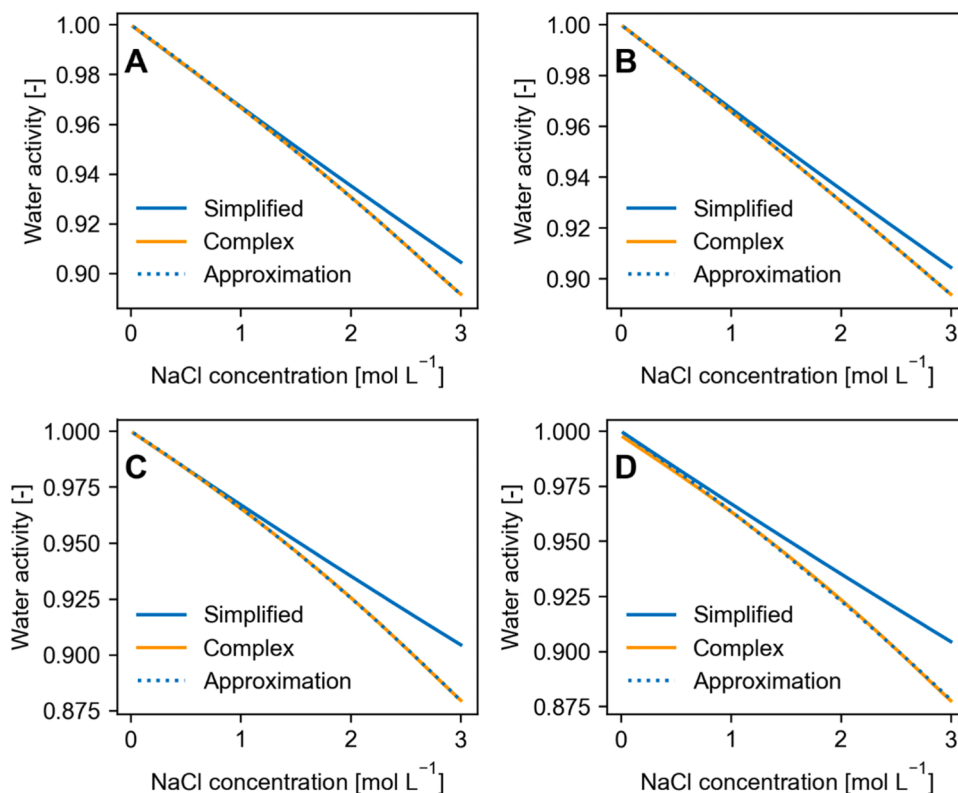 A
Water activity [-]
1.00
0.98
0.96
0.94
0.92
0.90
Simplified
Complex
Approximation
0 1 2 3
NaCl concentration [mol L⁻¹]
B
Water activity [-]
1.00
0.98
0.96
0.94
0.92
0.90
Simplified
Complex
Approximation
0 1 2 3
NaCl concentration [mol L⁻¹]
C
Water activity [-]
1.000
0.975
0.950
0.925
0.900
0.875
Simplified
Complex
Approximation
0 1 2 3
NaCl concentration [mol L⁻¹]
D
Water activity [-]
1.000
0.975
0.950
0.925
0.900
0.875
Simplified
Complex
Approximation
0 1 2 3
NaCl concentration [mol L⁻¹]